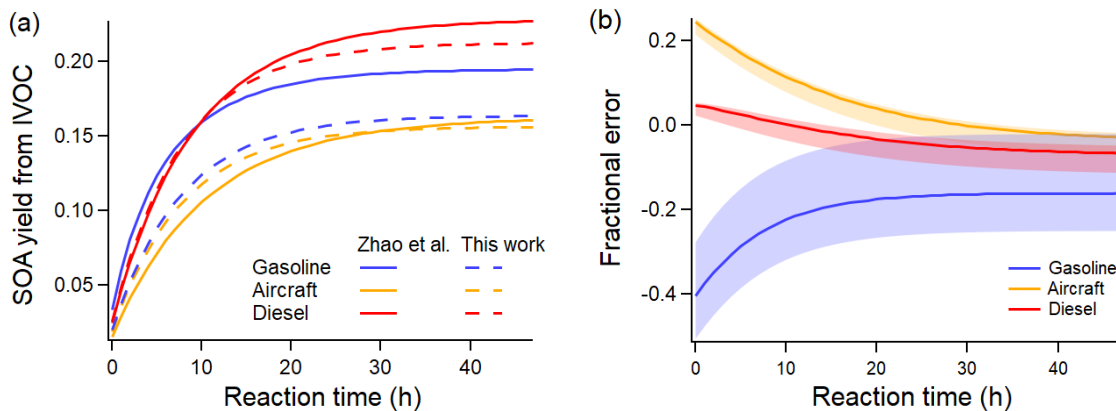 (a)
SOA yield from IVOC
0.20
0.15
0.10
0.05
Zhao et al. This work
Gasoline
Aircraft
Diesel
0 10 20 30 40
Reaction time (h)
(b)
Fractional error
0.2
0.0
-0.2
-0.4
Gasoline
Aircraft
Diesel
0 10 20 30 40
Reaction time (h)